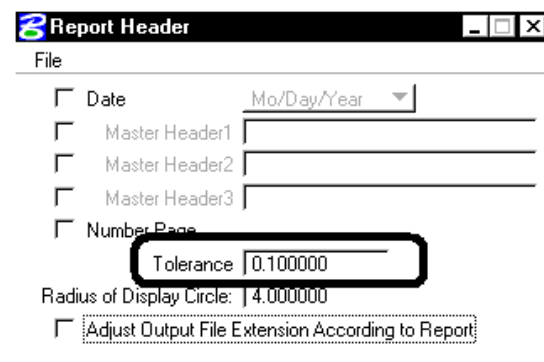 Report Header
File
Date Mo/Day/Year
Master Header1
Master Header2
Master Header3
Number Page
Tolerance 0.100000
Radius of Display Circle: 4.000000
Adjust Output File Extension According to Report